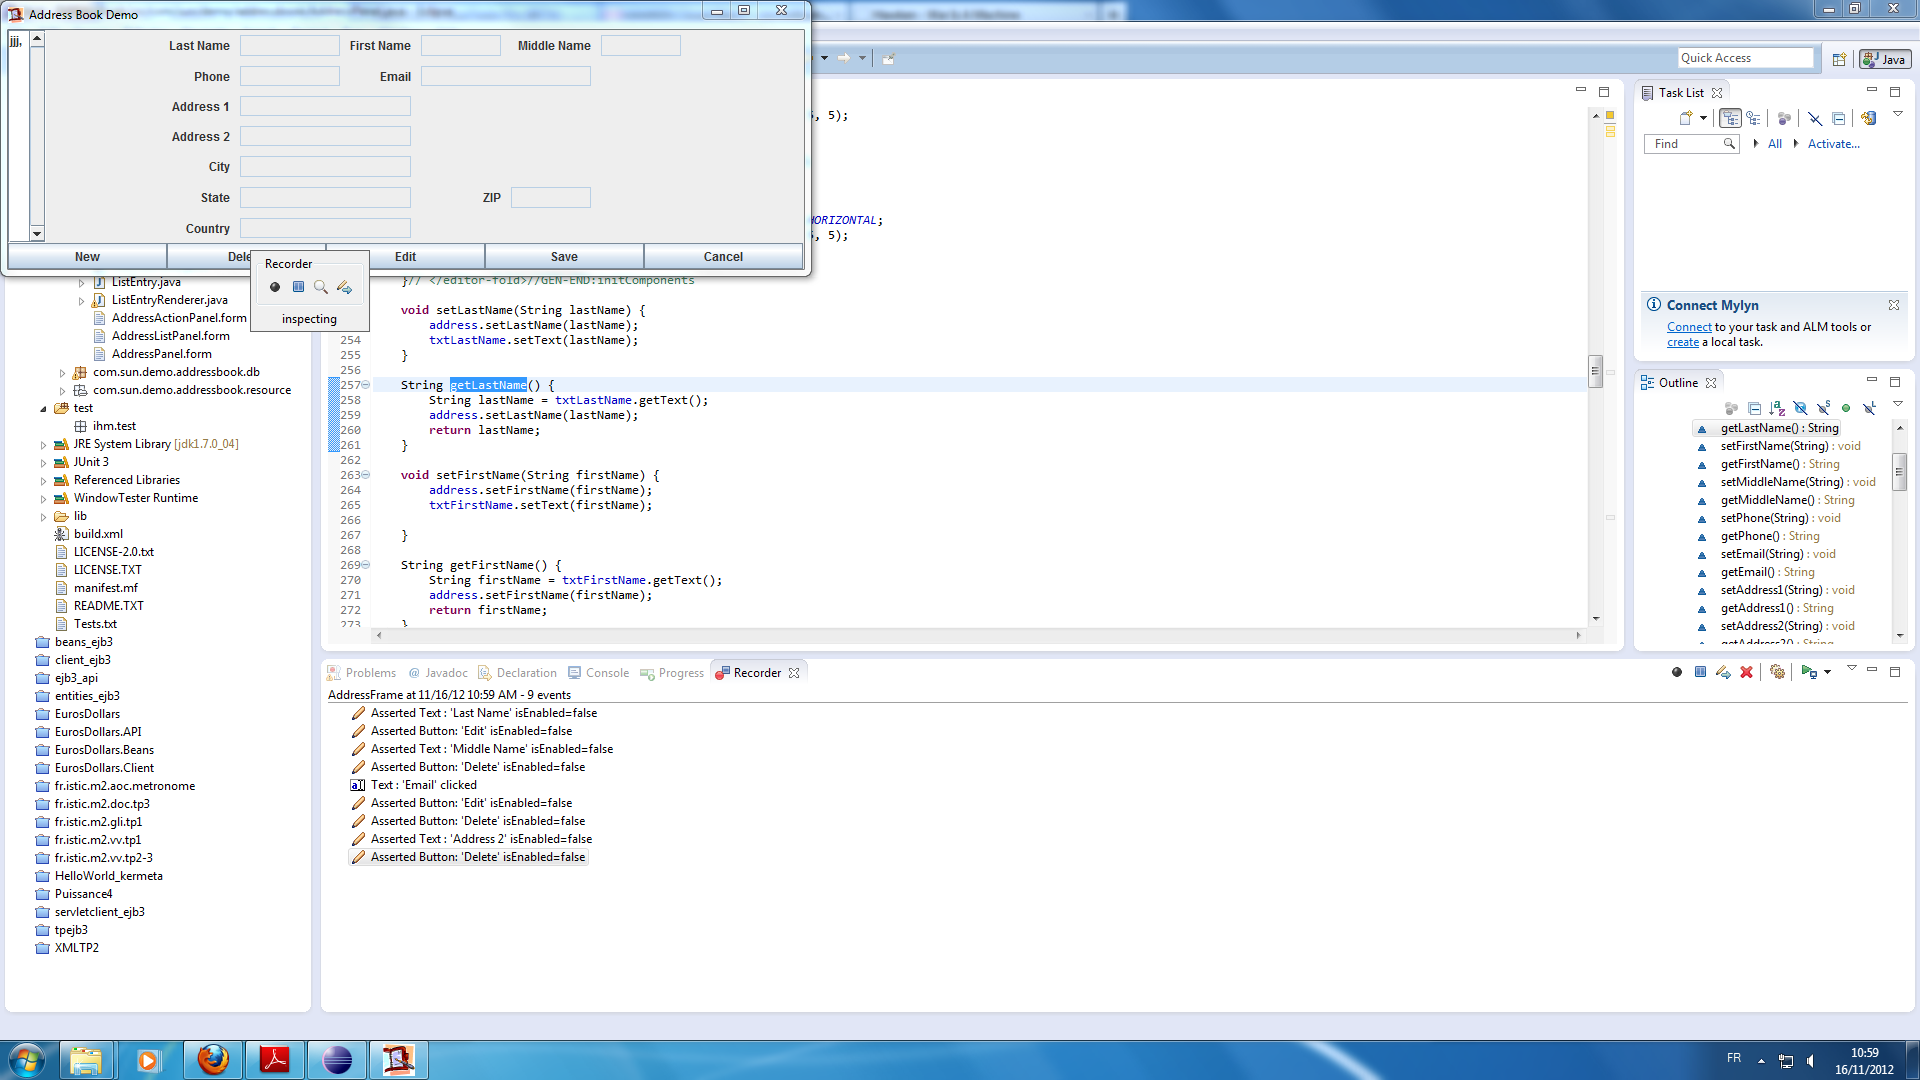 Address Book Demo
jjj,
Last Name
First Name
Middle Name
Phone
Email
Address 1
Address 2
City
State
ZIP
Country
New
Edit
Save
Cancel
Recorder
inspecting
Quick Access
Java
, 5);
HORIZONTAL;
, 5);
}// </editor-fold>//GEN-END:initComponents
void setLastName(String lastName) {
address.setLastName(lastName);
254 txtLastName.setText(lastName);
255 }
256
257 String getLastName() {
258 String lastName = txtLastName.getText();
259 address.setLastName(lastName);
260 return lastName;
261 }
262
263 void setFirstName(String firstName) {
264 address.setFirstName(firstName);
265 txtFirstName.setText(firstName);
266
267 }
268
269 String getFirstName() {
270 String firstName = txtFirstName.getText();
271 address.setFirstName(firstName);
272 return firstName;
273 }
ListEntry.java
ListEntryRenderer.java
AddressActionPanel.form
AddressListPanel.form
AddressPanel.form
com.sun.demo.addressbook.db
com.sun.demo.addressbook.resource
test
ihm.test
JRE System Library [jdk1.7.0_04]
JUnit 3
Referenced Libraries
WindowTester Runtime
lib
build.xml
LICENSE-2.0.txt
LICENSE.TXT
manifest.mf
README.TXT
Tests.txt
beans_ejb3
client_ejb3
ejb3_api
entities_ejb3
EurosDollars
EurosDollars.API
EurosDollars.Beans
EurosDollars.Client
fr.istic.m2.aoc.metronome
fr.istic.m2.doc.tp3
fr.istic.m2.gli.tp1
fr.istic.m2.vv.tp1
fr.istic.m2.vv.tp2-3
HelloWorld_kermeta
Puissance4
servletclient_ejb3
tpejb3
XMLTP2
Task List
Find
All
Activate...
Connect Mylyn
Connect to your task and ALM tools or
create a local task.
Outline
getLastName() : String
setFirstName(String) : void
getFirstName() : String
setMiddleName(String) : void
getMiddleName() : String
setPhone(String) : void
getPhone() : String
setEmail(String) : void
getEmail() : String
setAddress1(String) : void
getAddress1() : String
setAddress2(String) : void
getAddress2() : String
Problems
@ Javadoc
Declaration
Console
Progress
Recorder
AddressFrame at 11/16/12 10:59 AM - 9 events
Asserted Text : 'Last Name' isEnabled=false
Asserted Button: 'Edit' isEnabled=false
Asserted Text : 'Middle Name' isEnabled=false
Asserted Button: 'Delete' isEnabled=false
Text : 'Email' clicked
Asserted Button: 'Edit' isEnabled=false
Asserted Button: 'Delete' isEnabled=false
Asserted Text : 'Address 2' isEnabled=false
Asserted Button: 'Delete' isEnabled=false
FR
10:59
16/11/2012